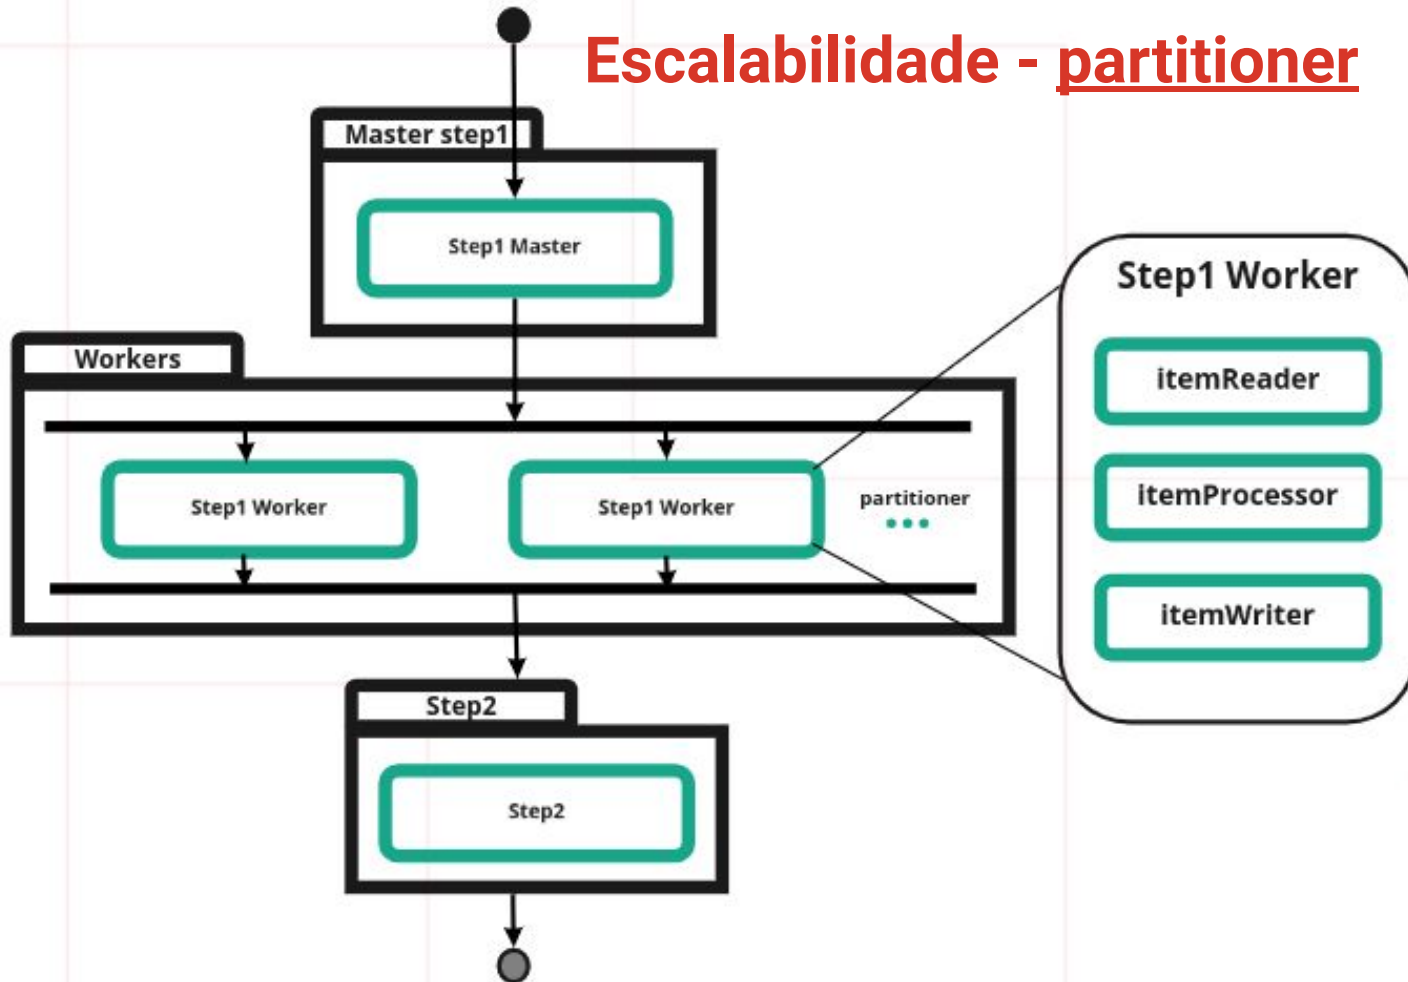 Escalabilidade - partitioner
Master step1
Step1 Master
Workers
Step1 Worker
Step1 Worker
partitioner
Step1 Worker
itemReader
itemProcessor
itemWriter
Step2
Step2